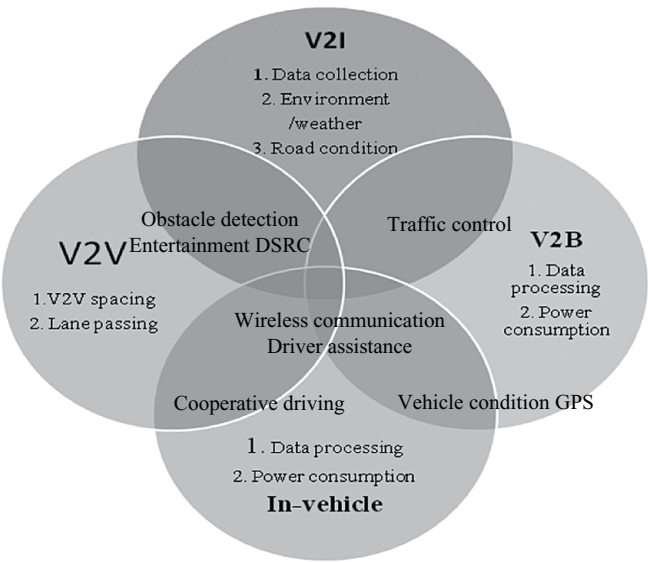 V2I
1. Data collection
2. Environment
/weather
3. Road condition
Obstacle detection
Entertainment DSRC
Traffic control
V2V
1.V2V spacing
2. Lane passing
V2B
1. Data
processing
2. Power
consumption
Wireless communication
Driver assistance
Cooperative driving
Vehicle condition GPS
1. Data processing
2. Power consumption
In-vehicle